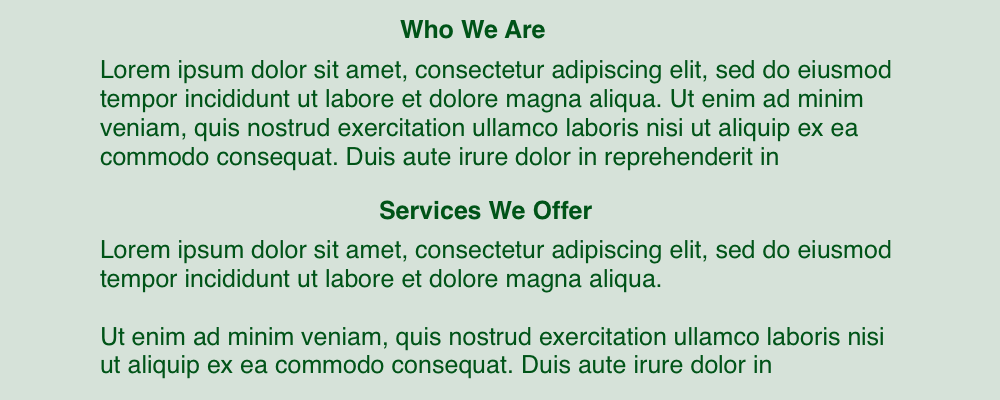 Who We Are
Lorem ipsum dolor sit amet, consectetur adipiscing elit, sed do eiusmod
tempor incididunt ut labore et dolore magna aliqua. Ut enim ad minim
veniam, quis nostrud exercitation ullamco laboris nisi ut aliquip ex ea
commodo consequat. Duis aute irure dolor in reprehenderit in
Services We Offer
Lorem ipsum dolor sit amet, consectetur adipiscing elit, sed do eiusmod
tempor incididunt ut labore et dolore magna aliqua.
Ut enim ad minim veniam, quis nostrud exercitation ullamco laboris nisi
ut aliquip ex ea commodo consequat. Duis aute irure dolor in